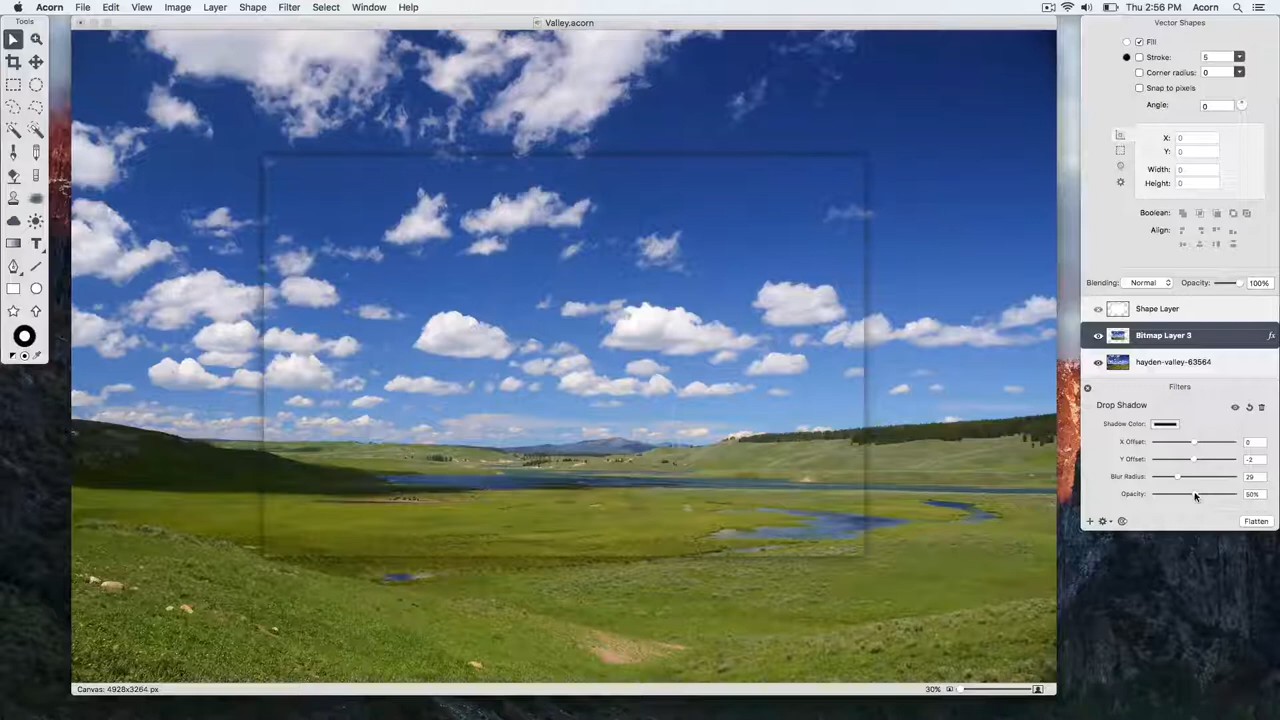 Acorn File Edit View Image Layer Shape Filter Select Window Help Thu 2:56 PM Acorn
Tools
Valley.acorn
Vector Shapes
Fill
Stroke: 5
Corner radius: 0
Snap to pixels
Angle: 0
X: 0
Y: 0
Width: 0
Height: 0
Boolean:
Align:
Blending: Normal Opacity: 100%
Shape Layer
Bitmap Layer 3 fx
hayden-valley-63564
Filters
Drop Shadow
Shadow Color:
X Offset: 0
Y Offset: -2
Blur Radius: 29
Opacity: 50%
Flatten
Canvas: 4928x3264 px 30%